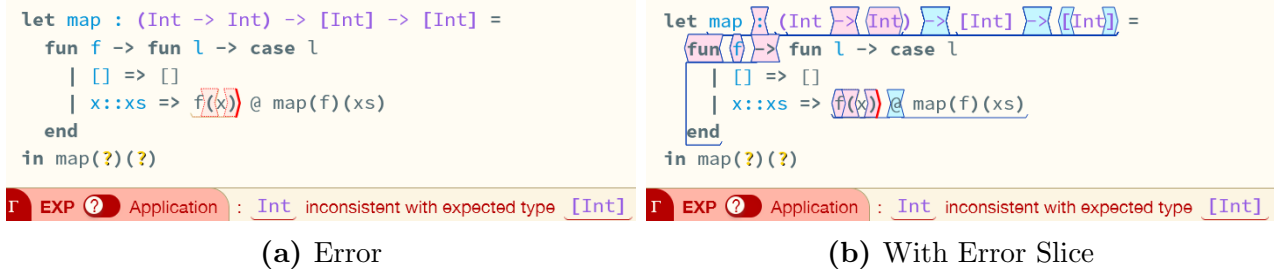 let map : (Int -> Int) -> [Int] -> [Int] =
fun f -> fun l -> case l
| [] => []
| x::xs => f(x) @ map(f)(xs)
end
in map(?)(?)
Γ EXP ? Application : Int inconsistent with expected type [Int]
(a) Error
let map : (Int -> Int) -> [Int] -> [Int] =
fun f -> fun l -> case l
| [] => []
| x::xs => f(x) @ map(f)(xs)
end
in map(?)(?)
Γ EXP ? Application : Int inconsistent with expected type [Int]
(b) With Error Slice